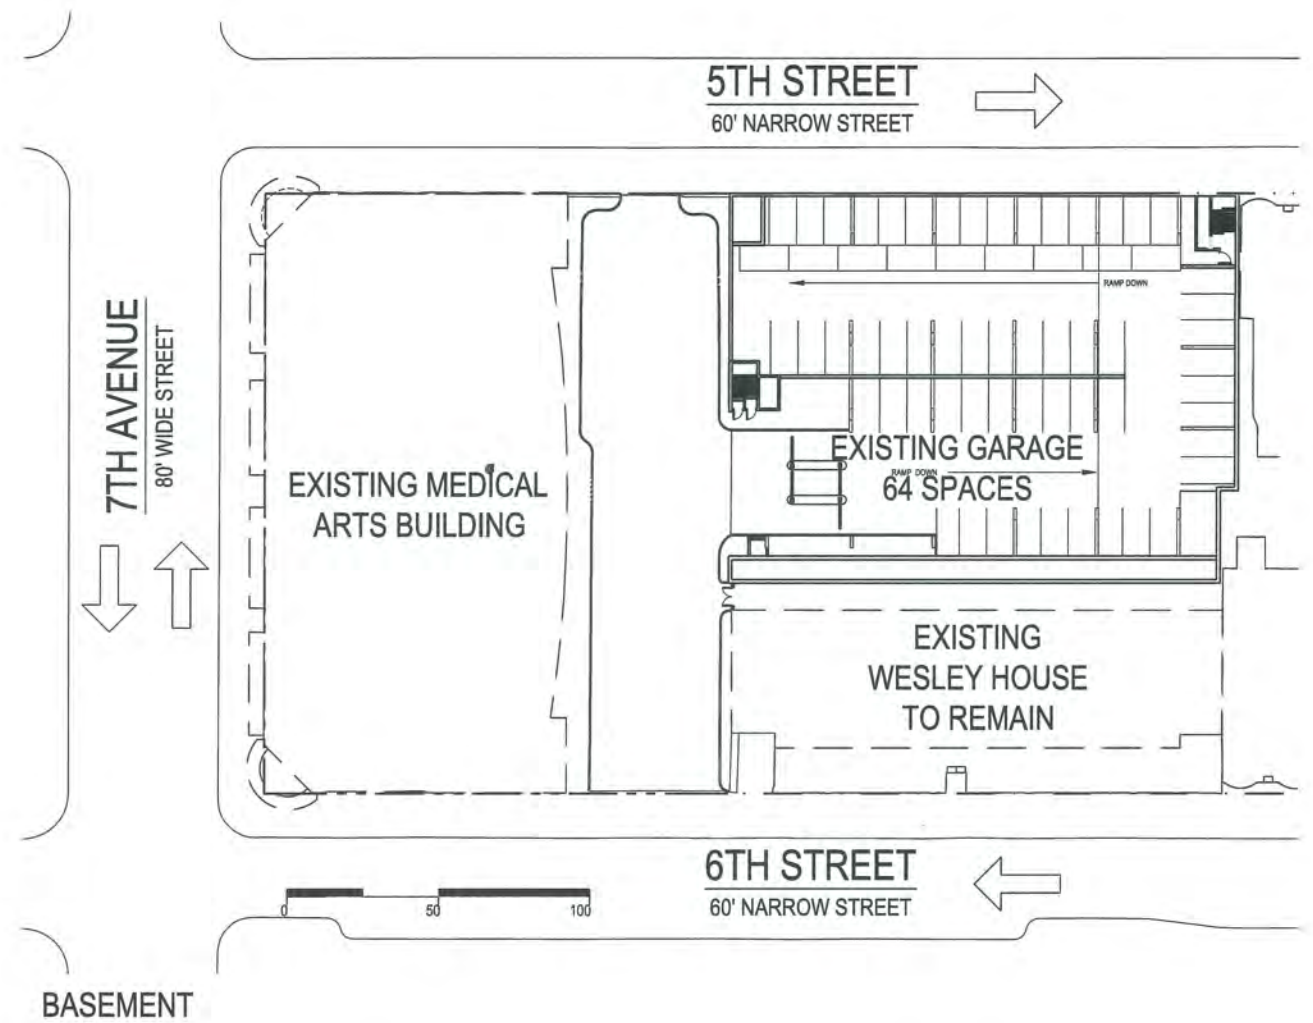 5TH STREET
60' NARROW STREET
RAMP DOWN
7TH AVENUE
80' WIDE STREET
EXISTING MEDICAL
ARTS BUILDING
EXISTING GARAGE
RAMP DOWN
64 SPACES
EXISTING
WESLEY HOUSE
TO REMAIN
6TH STREET
60' NARROW STREET
0 50 100
BASEMENT